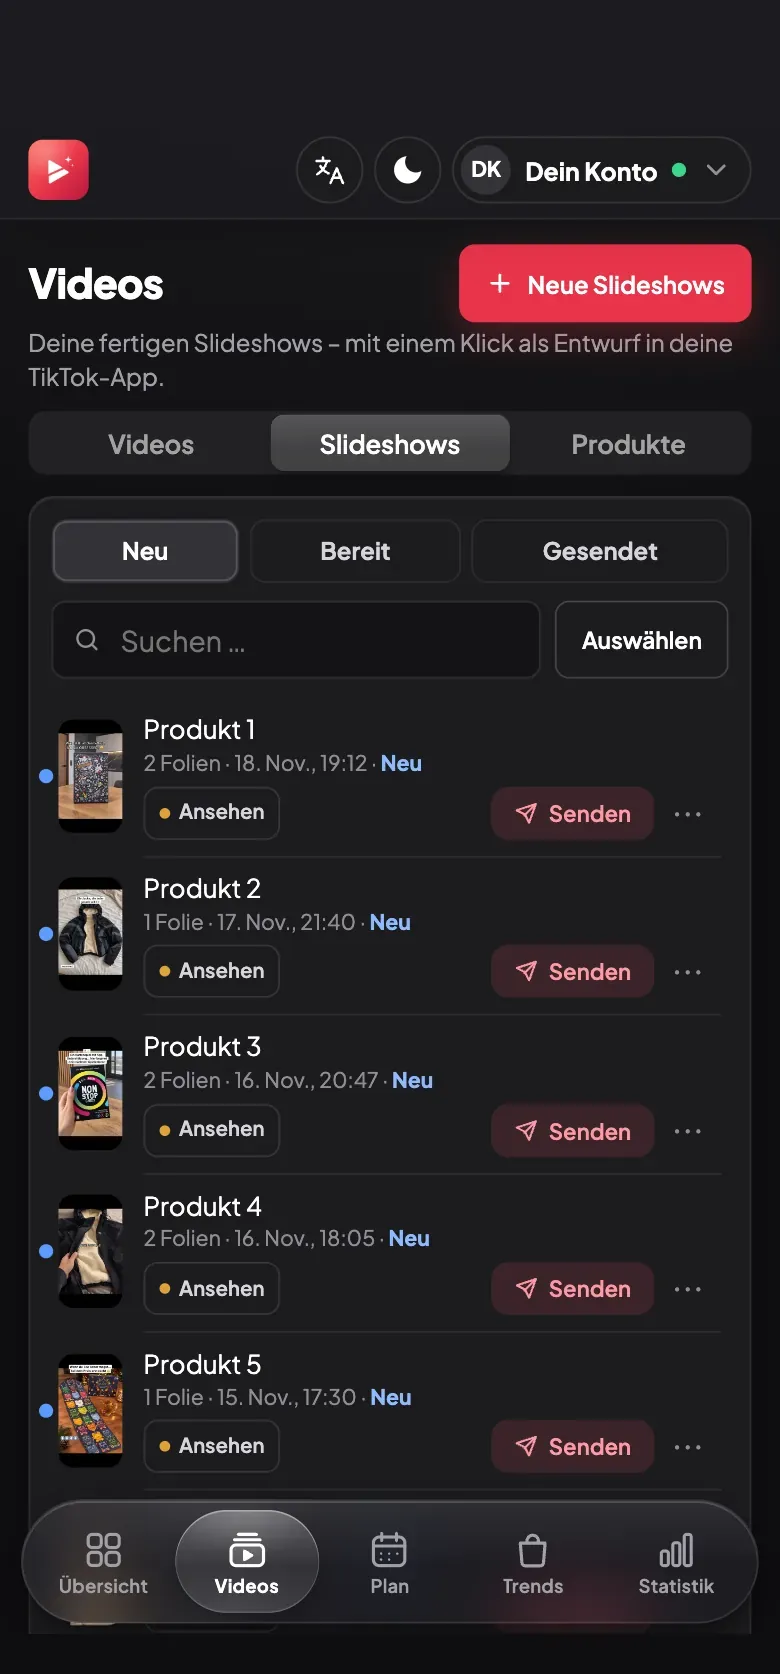 DK Dein Konto
Videos
+ Neue Slideshows
Deine fertigen Slideshows – mit einem Klick als Entwurf in deine
TikTok-App.
Videos Slideshows Produkte
Neu Bereit Gesendet
Suchen ... Auswählen
Produkt 1
2 Folien · 18. Nov., 19:12 · Neu
Ansehen Senden ...
Produkt 2
1 Folie · 17. Nov., 21:40 · Neu
Ansehen Senden ...
Produkt 3
2 Folien · 16. Nov., 20:47 · Neu
NON
STOP
Ansehen Senden ...
Produkt 4
2 Folien · 16. Nov., 18:05 · Neu
Ansehen Senden ...
Produkt 5
1 Folie · 15. Nov., 17:30 · Neu
Ansehen Senden ...
Übersicht Videos Plan Trends Statistik